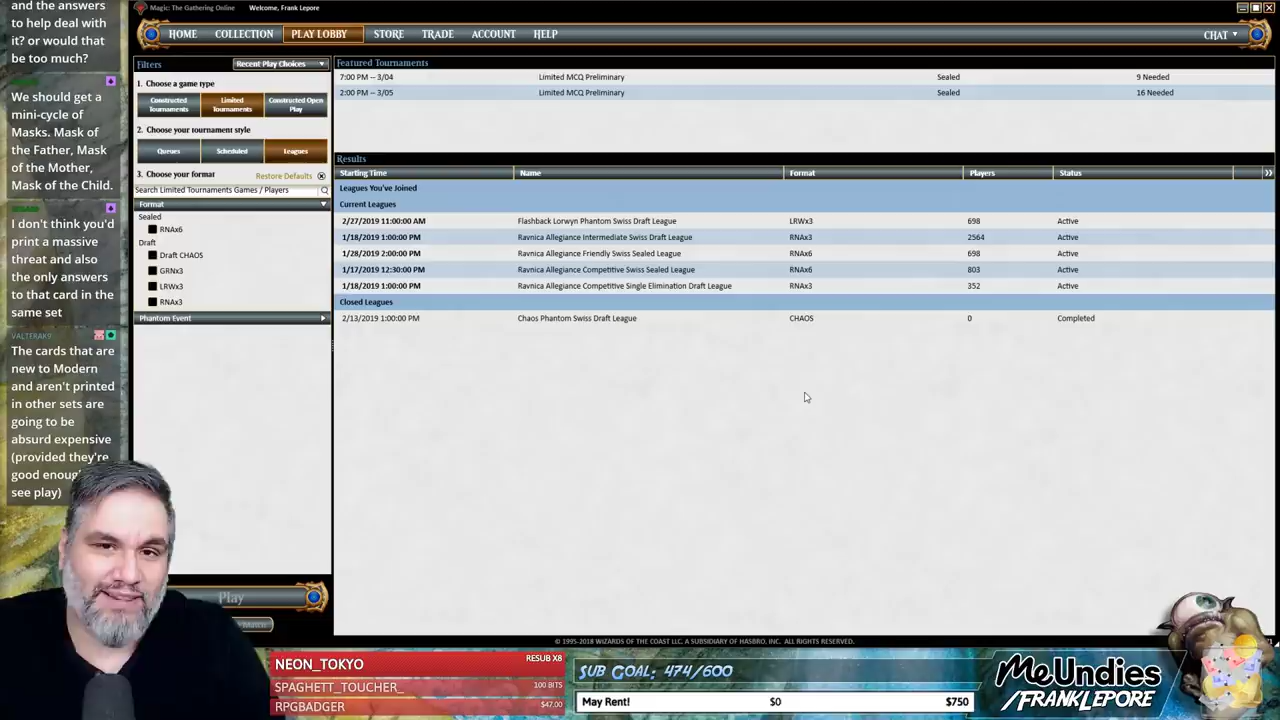 Magic: The Gathering Online
Welcome, Frank Lepore
HOME
COLLECTION
PLAY LOBBY
STORE
TRADE
ACCOUNT
HELP
CHAT
and the answers
to help deal with
it? or would that
be too much?
We should get a
mini-cycle of
Masks. Mask of
the Father, Mask
of the Mother,
Mask of the Child.
I don't think you'd
print a massive
threat and also
the only answers
to that card in the
same set
VALTTRAK9
The cards that are
new to Modern
and aren't printed
in other sets are
going to be
absurd expensive
(provided they're
good enoug
see play)
Filters
Recent Play Choices
1. Choose a game type
Constructed
Tournaments
Limited
Tournaments
Constructed Open
Play
2. Choose your tournament style
Queues
Scheduled
Leagues
3. Choose your format
Restore Defaults
Search Limited Tournaments Games / Players
Format
Sealed
RNAx6
Draft
Draft CHAOS
GRNx3
LRWx3
RNAx3
Phantom Event
Play
Featured Tournaments
7:00 PM -- 3/04 Limited MCQ Preliminary Sealed 9 Needed
2:00 PM -- 3/05 Limited MCQ Preliminary Sealed 16 Needed
Results
Starting Time Name Format Players Status
Leagues You've Joined
Current Leagues
2/27/2019 11:00:00 AM Flashback Lorwyn Phantom Swiss Draft League LRWx3 698 Active
1/18/2019 1:00:00 PM Ravnica Allegiance Intermediate Swiss Draft League RNAx3 2564 Active
1/28/2019 2:00:00 PM Ravnica Allegiance Friendly Swiss Sealed League RNAx6 698 Active
1/17/2019 12:30:00 PM Ravnica Allegiance Competitive Swiss Sealed League RNAx6 803 Active
1/18/2019 1:00:00 PM Ravnica Allegiance Competitive Single Elimination Draft League RNAx3 352 Active
Closed Leagues
2/13/2019 1:00:00 PM Chaos Phantom Swiss Draft League CHAOS 0 Completed
© 1995-2018 WIZARDS OF THE COAST LLC. A SUBSIDIARY OF HASBRO, INC. ALL RIGHTS RESERVED.
NEON_TOKYO RESUB X8
SPAGHETT_TOUCHER_ 100 BITS
RPGBADGER $47.00
SUB GOAL: 474/600
May Rent! $0 $750
MeUndies
/FRANKLEPORE